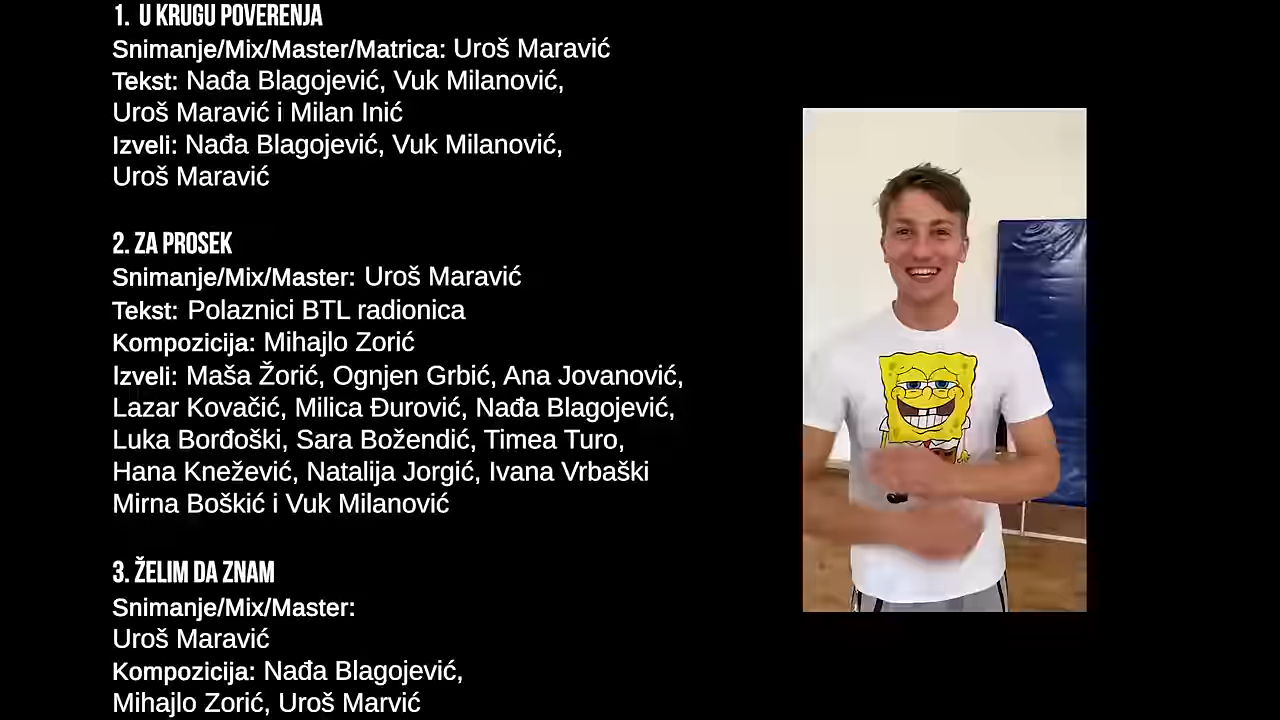 1. U KRUGU POVERENJA
Snimanje/Mix/Master/Matrica: Uroš Maravić
Tekst: Nađa Blagojević, Vuk Milanović,
Uroš Maravić i Milan Inić
Izveli: Nađa Blagojević, Vuk Milanović,
Uroš Maravić
2. ZA PROSEK
Snimanje/Mix/Master: Uroš Maravić
Tekst: Polaznici BTL radionica
Kompozicija: Mihajlo Zorić
Izveli: Maša Žorić, Ognjen Grbić, Ana Jovanović,
Lazar Kovačić, Milica Đurović, Nađa Blagojević,
Luka Borđoški, Sara Božendić, Timea Turo,
Hana Knežević, Natalija Jorgić, Ivana Vrbaški
Mirna Boškić i Vuk Milanović
3. ŽELIM DA ZNAM
Snimanje/Mix/Master:
Uroš Maravić
Kompozicija: Nađa Blagojević,
Mihajlo Zorić, Uroš Marvić